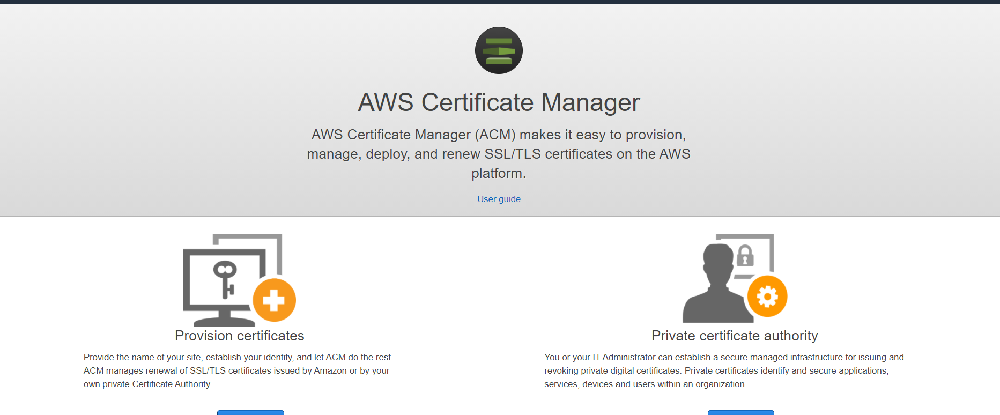 AWS Certificate Manager
AWS Certificate Manager (ACM) makes it easy to provision,
manage, deploy, and renew SSL/TLS certificates on the AWS
platform.
User guide
Provision certificates
Provide the name of your site, establish your identity, and let ACM do the rest.
ACM manages renewal of SSL/TLS certificates issued by Amazon or by your
own private Certificate Authority.
Private certificate authority
You or your IT Administrator can establish a secure managed infrastructure for issuing and
revoking private digital certificates. Private certificates identify and secure applications,
services, devices and users within an organization.